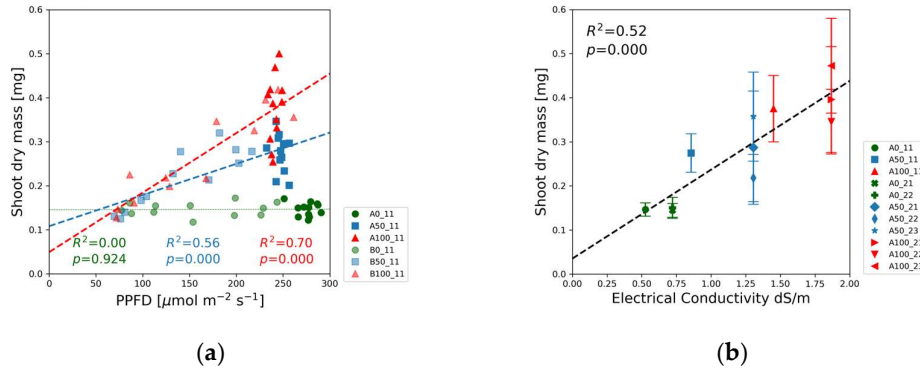 Shoot dry mass [mg]
0.6
0.5
0.4
0.3
0.2
0.1
0.0
R²=0.00
p=0.924
R²=0.56
p=0.000
R²=0.70
p=0.000
0 50 100 150 200 250 300
PPFD [μmol m⁻² s⁻¹]
A0_11
A50_11
A100_11
B0_11
B50_11
B100_11
(a)
Shoot dry mass [mg]
0.6
0.5
0.4
0.3
0.2
0.1
0.0
R²=0.52
p=0.000
0.00 0.25 0.50 0.75 1.00 1.25 1.50 1.75 2.00
Electrical Conductivity dS/m
A0_11
A50_11
A100_11
A0_21
A0_22
A50_21
A50_22
A50_23
A100_21
A100_22
A100_23
(b)